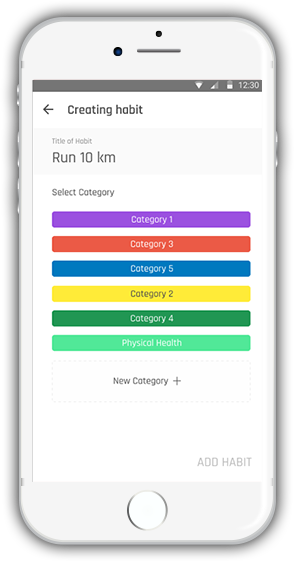 12:30
Creating habit
Title of Habit
Run 10 km
Select Category
Category 1
Category 3
Category 5
Category 2
Category 4
Physical Health
New Category +
ADD HABIT